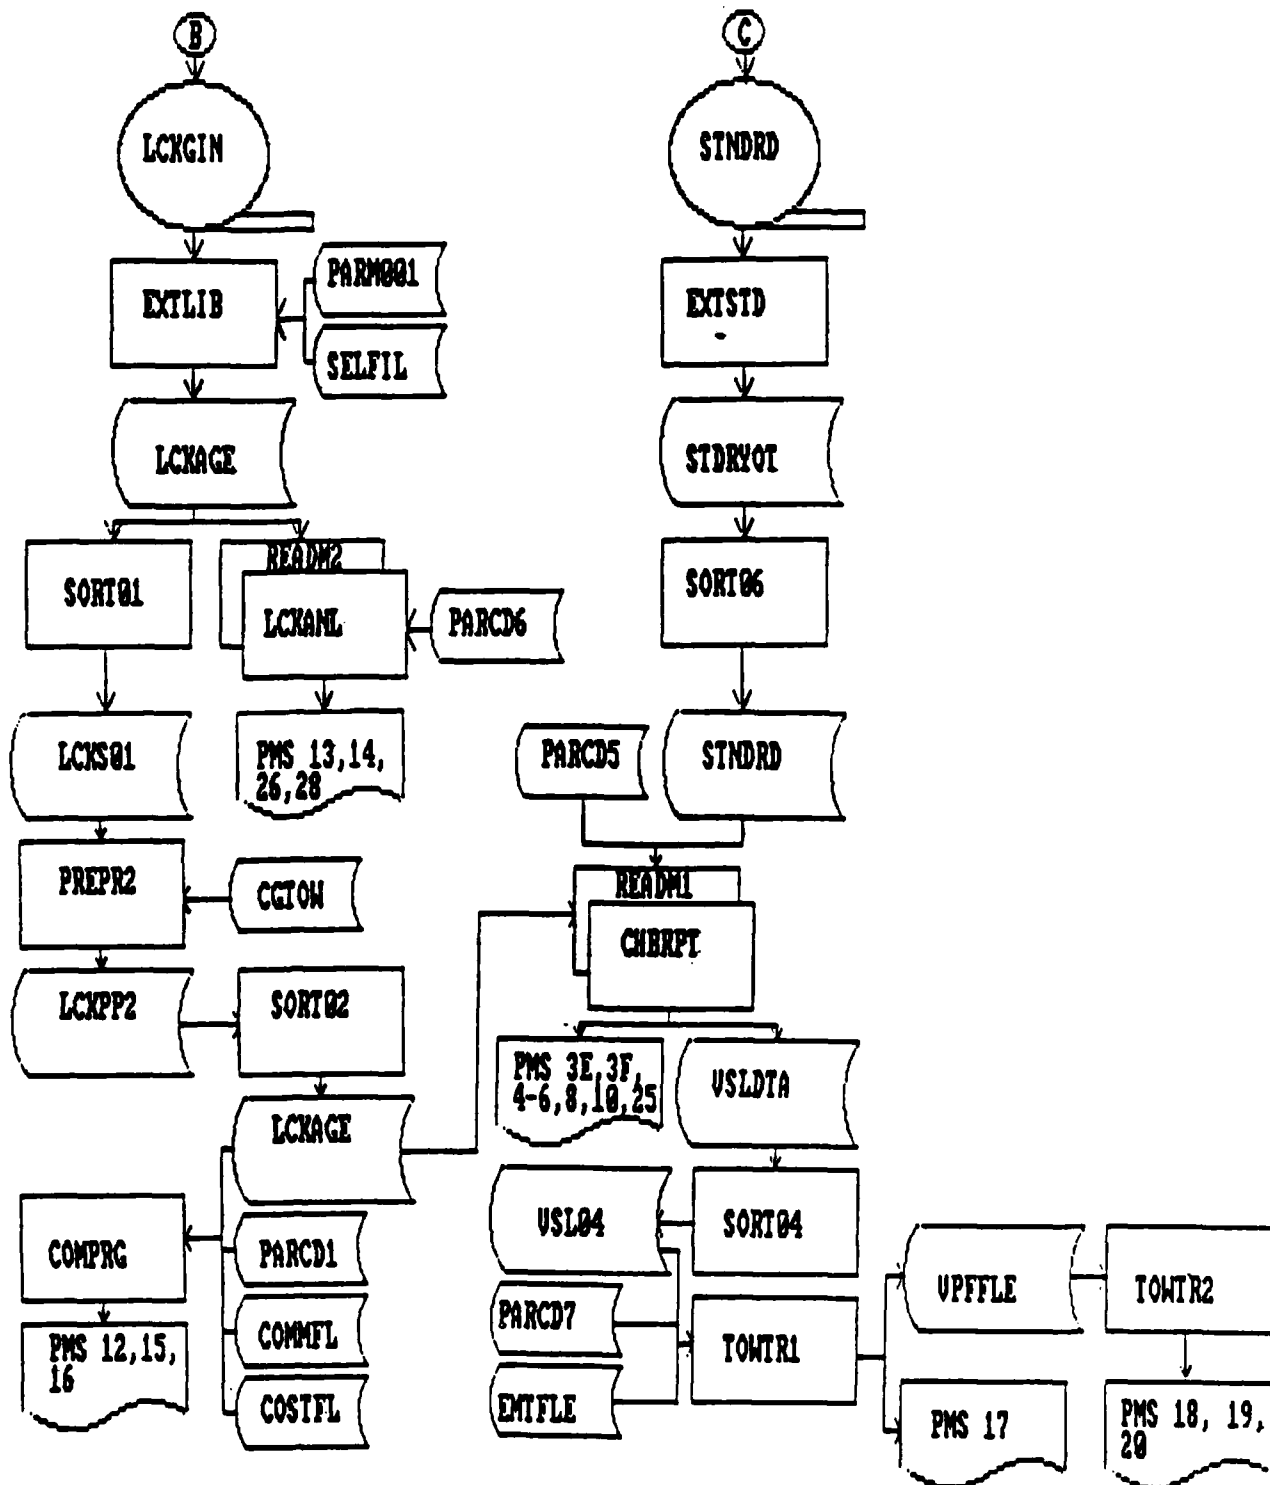 B
C
LCKGIN
STNDRD
PARM001
EXTLIB
EXTSTD
SELFIL
LCKAGE
STDRYOT
READM2
SORT01
LCKANL
PARCD6
SORT06
LCKS01
PMS 13,14,
26,28
PARCD5
STNDRD
PREPR2
CGTOW
READM1
CHBRPT
LCKPP2
SORT02
PMS 3E,3F,
4-6,8,10,25
VSLDTA
LCKAGE
VSL04
SORT04
COMPRG
PARCD1
VPFFLE
TOWTR2
PARCD7
COMMFL
TOWTR1
PMS 12,15,
16
COSTFL
EMTFLE
PMS 17
PMS 18, 19,
20